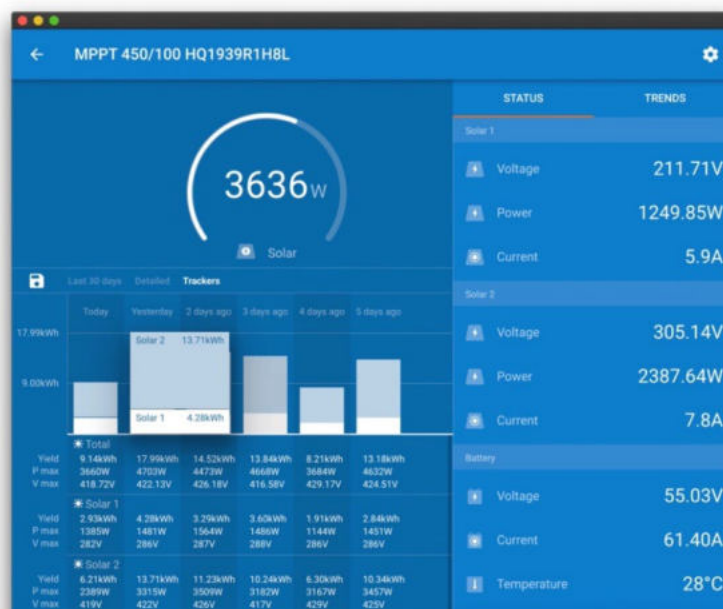 MPPT 450/100 HQ1939R1H8L
3636W
Solar
Last 30 days Detailed Trackers
Today Yesterday 2 days ago 3 days ago 4 days ago 5 days ago
17.99kWh
9.00kWh
Solar 2 13.71kWh
Solar 1 4.28kWh
Total
Yield 9.14kWh 17.99kWh 14.52kWh 13.84kWh 8.21kWh 13.18kWh
P max 3660W 4703W 4473W 4668W 3684W 4632W
V max 418.72V 422.13V 426.18V 416.58V 429.17V 424.51V
Solar 1
Yield 2.93kWh 4.28kWh 3.29kWh 3.60kWh 1.91kWh 2.84kWh
P max 1385W 1481W 1564W 1486W 1144W 1451W
V max 282V 286V 287V 288V 286V 286V
Solar 2
Yield 6.21kWh 13.71kWh 11.23kWh 10.24kWh 6.30kWh 10.34kWh
P max 2389W 3315W 3509W 3182W 3167W 3457W
V max 419V 422V 426V 417V 429V 425V
STATUS TRENDS
Solar 1
Voltage 211.71V
Power 1249.85W
Current 5.9A
Solar 2
Voltage 305.14V
Power 2387.64W
Current 7.8A
Battery
Voltage 55.03V
Current 61.40A
Temperature 28°C